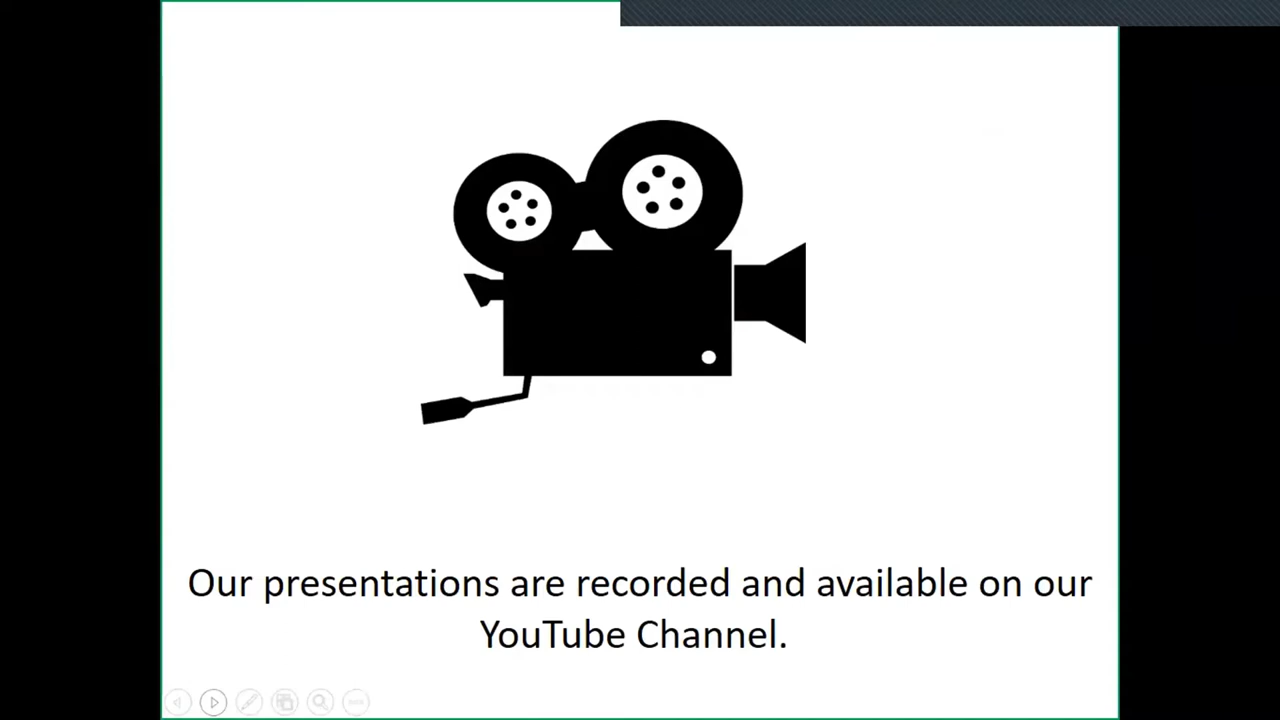 Our presentations are recorded and available on our
YouTube Channel.